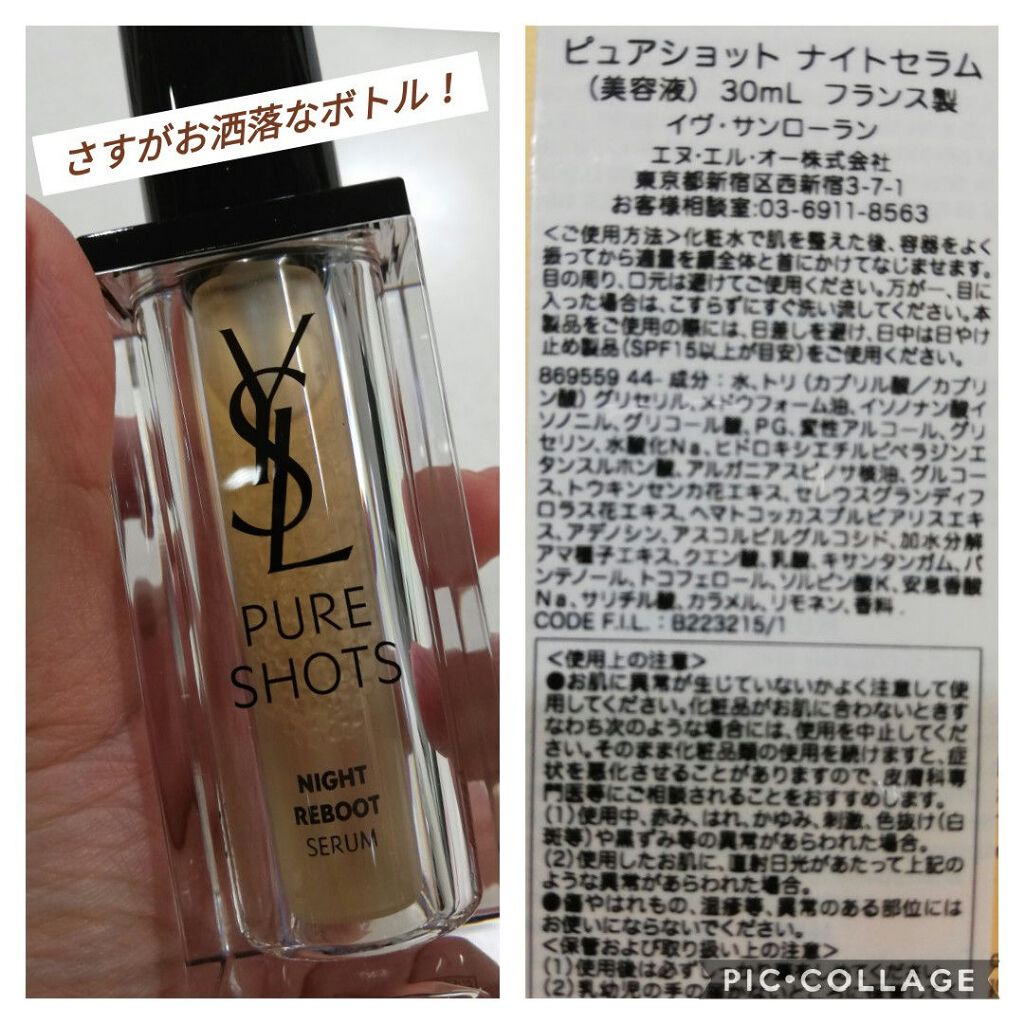 さすがお洒落なボトル！
YSL
PURE
SHOTS
NIGHT
REBOOT
SERUM
ピュアショット ナイトセラム
（美容液） 30mL フランス製
イヴ・サンローラン
エヌ・エル・オー株式会社
東京都新宿区西新宿3-7-1
お客様相談室:03-6911-8563
＜ご使用方法＞化粧水で肌を整えた後、容器をよく
振ってから適量を顔全体と首にかけてなじませます。
目の周り、口元は避けてご使用ください。万が一、目に
入った場合は、こすらずにすぐ洗い流してください。本
製品をご使用の際には、日差しを避け、日中は日やけ
止め製品（SPF15以上が目安）をご使用ください。
869559 44- 成分：水、トリ（カプリル酸／カプリ
ン酸）グリセリル、メドウフォーム油、イソノナン酸イ
ソノニル、グリコール酸、PG、変性アルコール、グリ
セリン、水酸化Na、ヒドロキシエチルピペラジンエ
タンスルホン酸、アルガニアスピノサ核油、グルコー
ス、トウキンセンカ花エキス、セレウスグランディフ
ロラス花エキス、ヘマトコッカスプルビアリスエキ
ス、アデノシン、アスコルビルグルコシド、加水分解
アマ種子エキス、クエン酸、乳酸、キサンタンガム、パ
ンテノール、トコフェロール、ソルビン酸K、安息香酸
Na、サリチル酸、カラメル、リモネン、香料
CODE F.I.L. : B223215/1
＜使用上の注意＞
●お肌に異常が生じていないかよく注意して使
用してください。化粧品がお肌に合わないときす
なわち次のような場合には、使用を中止してくだ
さい。そのまま化粧品類の使用を続けますと、症
状を悪化させることがありますので、皮膚科専
門医等にご相談されることをおすすめします。
(1)使用中、赤み、はれ、かゆみ、刺激、色抜け（白
斑等）や黒ずみ等の異常があらわれた場合。
(2)使用したお肌に、直射日光があたって上記の
ような異常があらわれた場合。
●傷やはれもの、湿疹等、異常のある部位には
お使いにならないでください。
＜保管および取り扱い上の注意＞
(1)使用後は必ず
(2)乳幼児の手の
PIC・COLLAGE